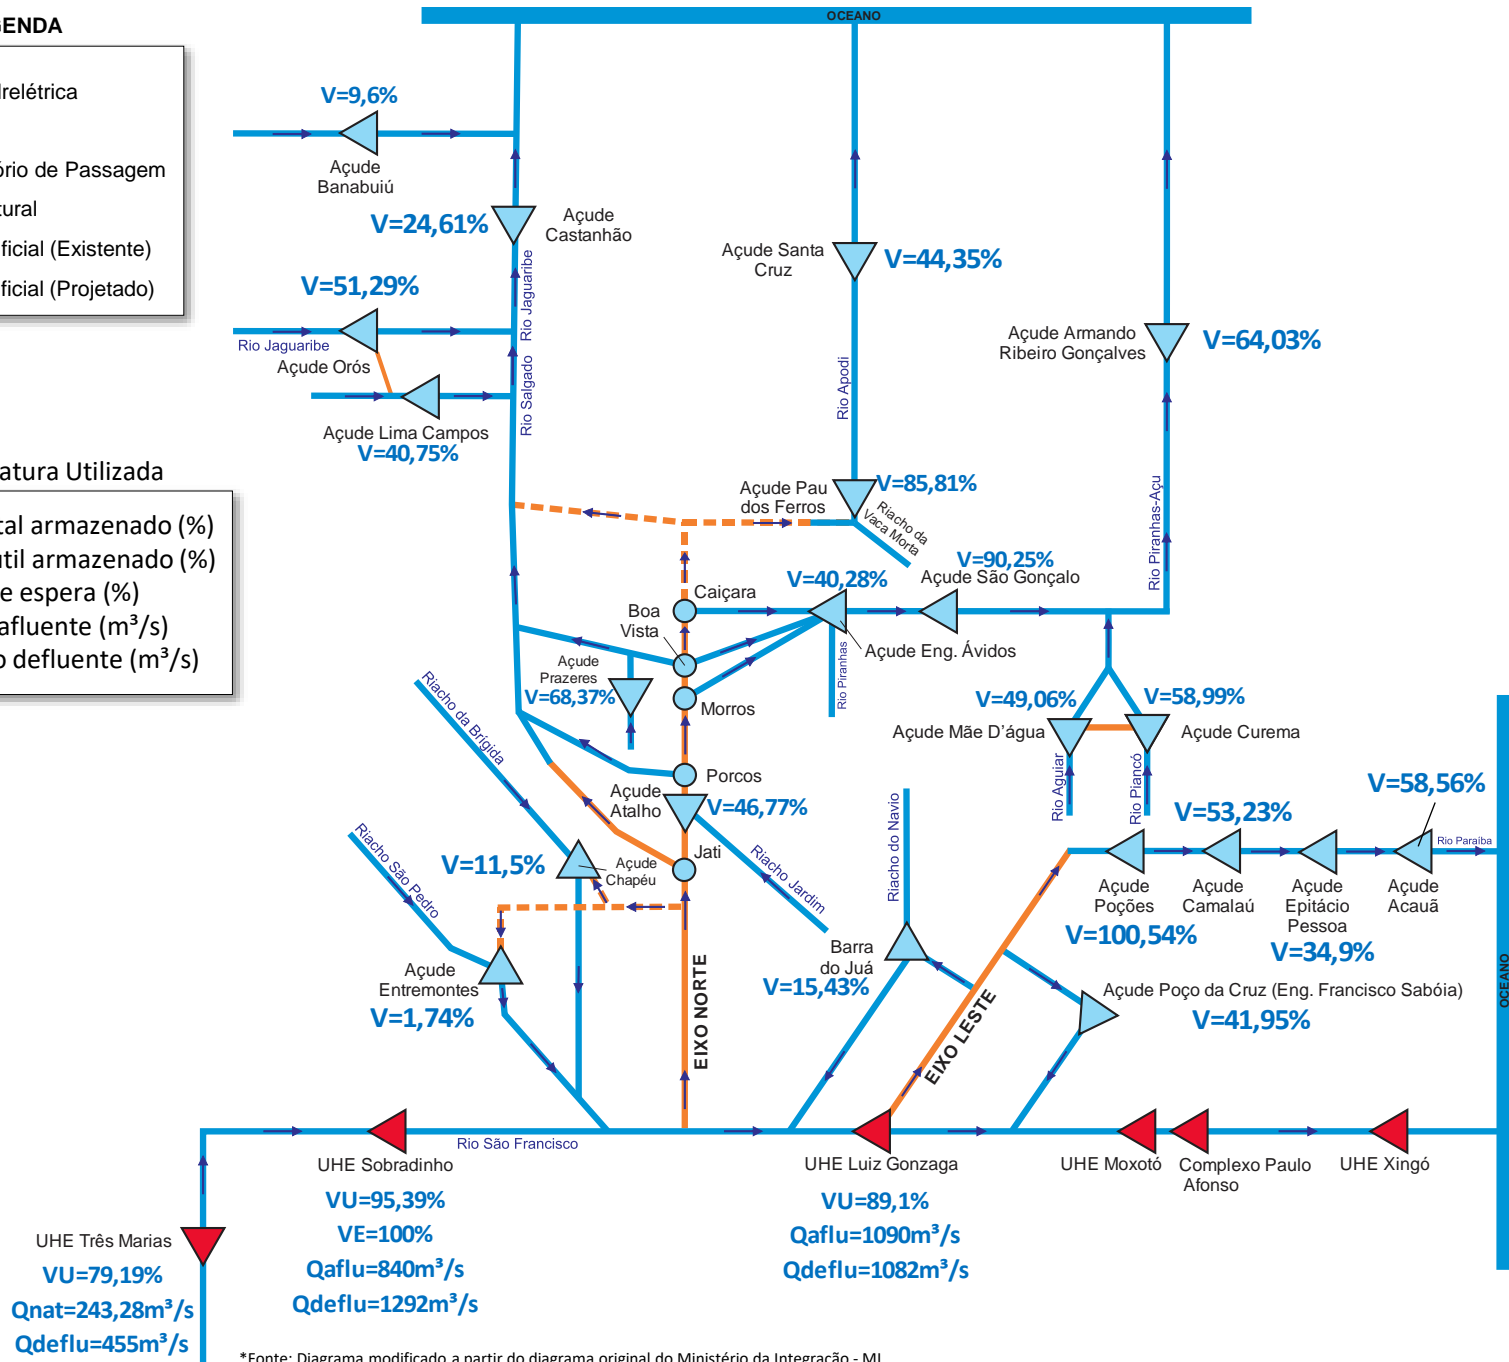 OCEANO
GENDA
drelétrica
ório de Passagem
tural
ificial (Existente)
ificial (Projetado)
V=9,6%
Açude
Banabuiú
V=24,61%
Açude
Castanhão
V=51,29%
Rio Jaguaribe
Açude Orós
Rio Jaguaribe
Rio Salgado
Açude Lima Campos
V=40,75%
Açude Santa
Cruz
V=44,35%
Rio Apodi
Açude Armando
Ribeiro Gonçalves
V=64,03%
Rio Piranhas-Açu
atura Utilizada
tal armazenado (%)
útil armazenado (%)
e espera (%)
afluente (m³/s)
o defluente (m³/s)
Açude Pau
dos Ferros
V=85,81%
Riacho da
Vaca Morta
V=90,25%
Açude São Gonçalo
V=40,28%
Açude Eng. Ávidos
Rio Piranhas
Caiçara
Boa
Vista
Morros
Porcos
Açude
Prazeres
V=68,37%
Açude
Atalho
V=46,77%
Jati
Riacho Jardim
Riacho da Brígida
Riacho São Pedro
V=11,5%
Açude
Chapéu
Açude
Entremontes
V=1,74%
EIXO NORTE
V=49,06%
Açude Mãe D'água
V=58,99%
Açude Curema
Rio Aguiar
Rio Piancó
V=58,56%
V=53,23%
Rio Paraíba
Açude
Poções
V=100,54%
Açude
Camalaú
Açude
Epitácio
Pessoa
V=34,9%
Açude
Acauã
Riacho do Navio
Barra
do Juá
V=15,43%
EIXO LESTE
Açude Poço da Cruz (Eng. Francisco Sabóia)
V=41,95%
OCEANO
Rio São Francisco
UHE Sobradinho
VU=95,39%
VE=100%
Qaflu=840m³/s
Qdeflu=1292m³/s
UHE Luiz Gonzaga
VU=89,1%
Qaflu=1090m³/s
Qdeflu=1082m³/s
UHE Moxotó
Complexo Paulo
Afonso
UHE Xingó
UHE Três Marias
VU=79,19%
Qnat=243,28m³/s
Qdeflu=455m³/s
*Fonte: Diagrama modificado a partir do diagrama original do Ministério da Integração - MI